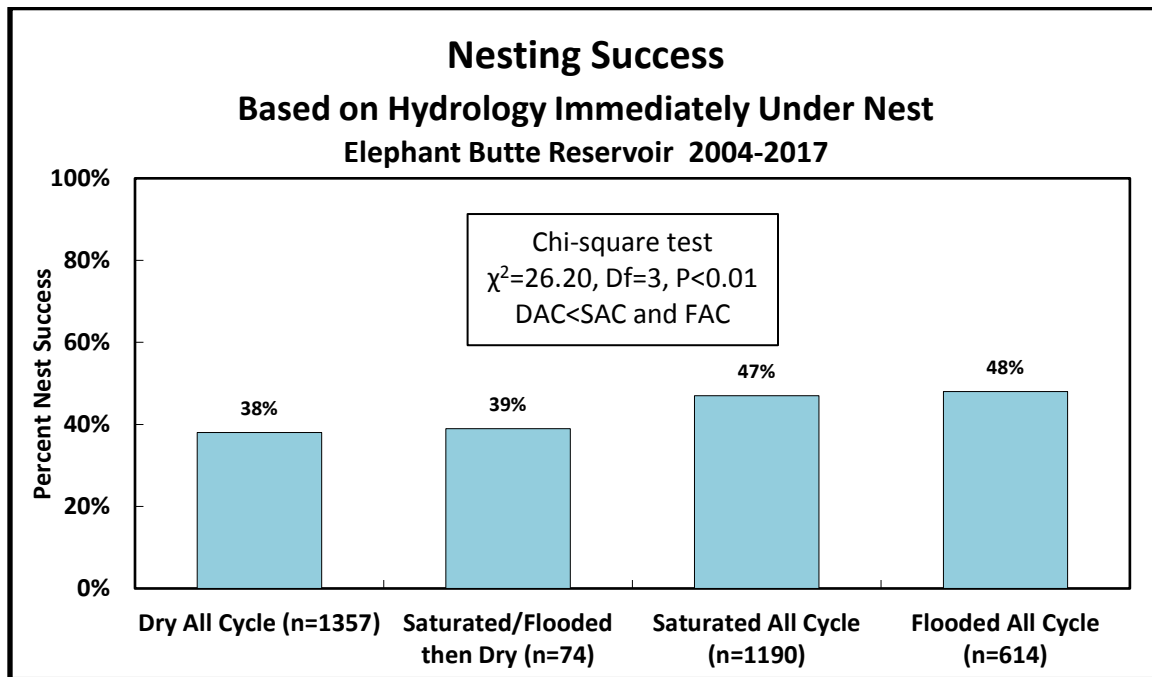 Nesting Success
Based on Hydrology Immediately Under Nest
Elephant Butte Reservoir 2004-2017
Percent Nest Success
100%
80%
60%
40%
20%
0%
Chi-square test
χ²=26.20, Df=3, P<0.01
DAC<SAC and FAC
38%
39%
47%
48%
Dry All Cycle (n=1357)
Saturated/Flooded
then Dry (n=74)
Saturated All Cycle
(n=1190)
Flooded All Cycle
(n=614)